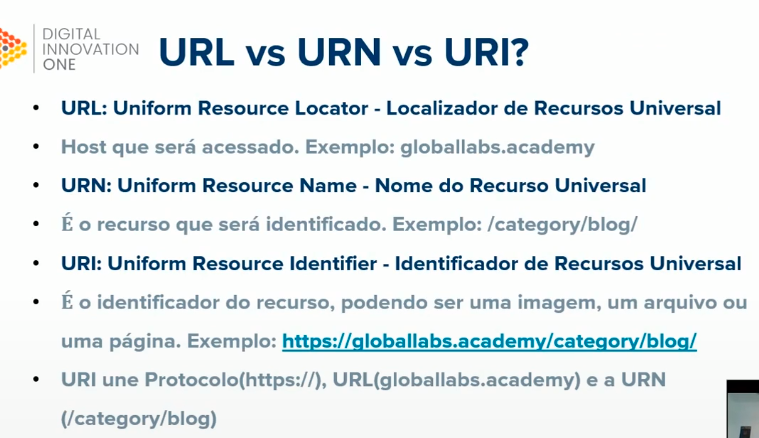 DIGITAL
INNOVATION
ONE
URL vs URN vs URI?
• URL: Uniform Resource Locator - Localizador de Recursos Universal
• Host que será acessado. Exemplo: globallabs.academy
• URN: Uniform Resource Name - Nome do Recurso Universal
• É o recurso que será identificado. Exemplo: /category/blog/
• URI: Uniform Resource Identifier - Identificador de Recursos Universal
• É o identificador do recurso, podendo ser uma imagem, um arquivo ou
uma página. Exemplo: https://globallabs.academy/category/blog/
• URI une Protocolo(https://), URL(globallabs.academy) e a URN
(/category/blog)